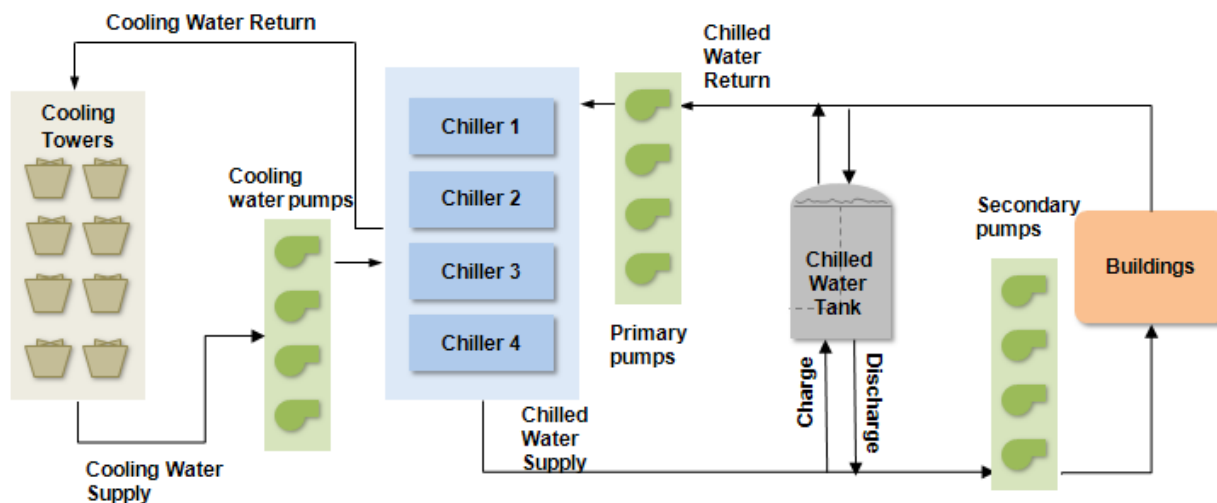 Cooling Water Return
Cooling
Towers
Cooling
water pumps
Cooling Water
Supply
Chiller 1
Chiller 2
Chiller 3
Chiller 4
Chilled
Water
Supply
Primary
pumps
Chilled
Water
Return
Chilled
Water
Tank
Charge
Discharge
Secondary
pumps
Buildings